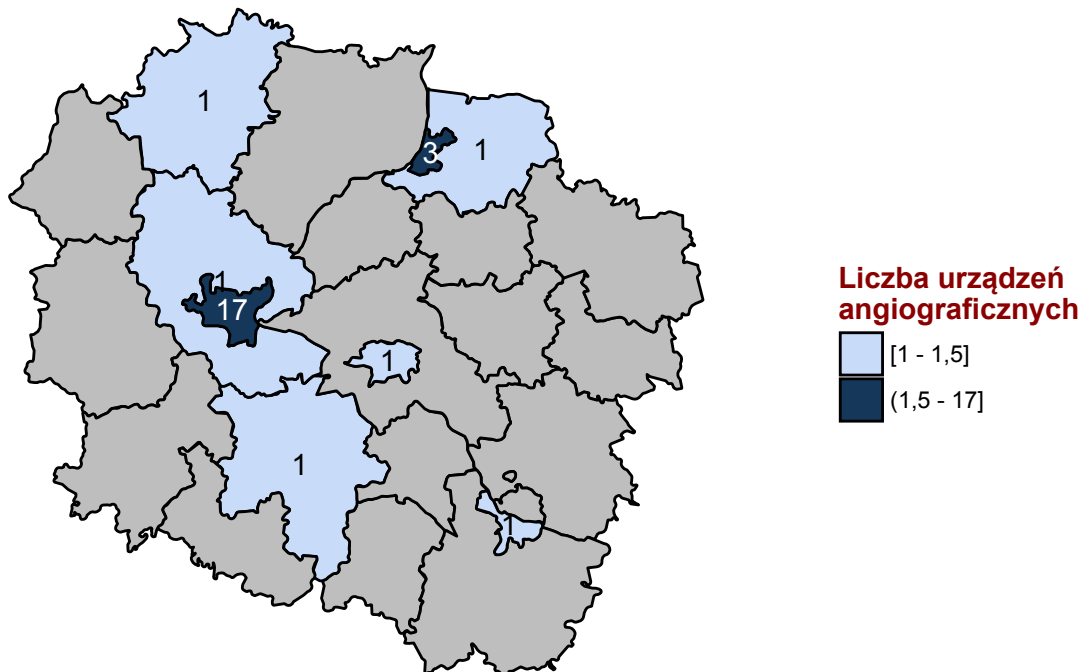 1
3
1
1
17
1
1
1
Liczba urządzeń
angiograficznych
[1 - 1,5]
(1,5 - 17]